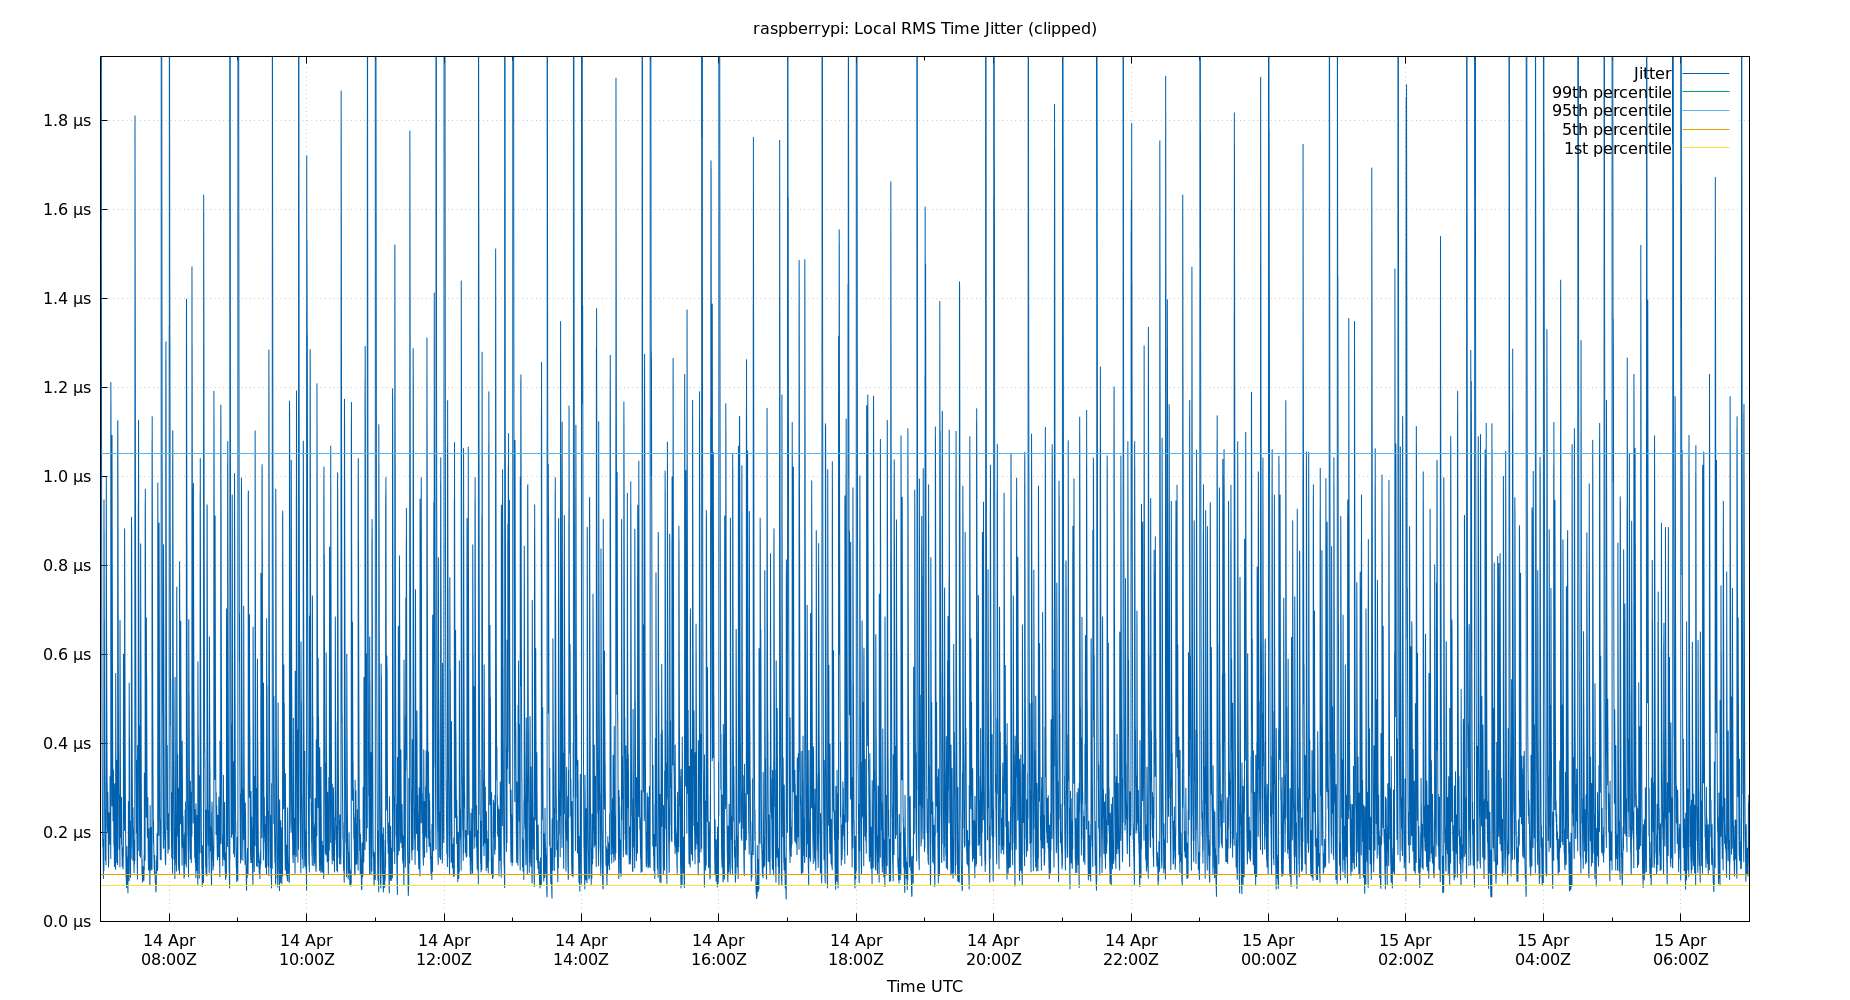 raspberrypi: Local RMS Time Jitter (clipped)
Jitter
99th percentile
95th percentile
5th percentile
1st percentile
1.8 μs
1.6 μs
1.4 μs
1.2 μs
1.0 μs
0.8 μs
0.6 μs
0.4 μs
0.2 μs
0.0 μs
14 Apr 14 Apr 14 Apr 14 Apr 14 Apr 14 Apr 14 Apr 14 Apr 15 Apr 15 Apr 15 Apr 15 Apr
08:00Z 10:00Z 12:00Z 14:00Z 16:00Z 18:00Z 20:00Z 22:00Z 00:00Z 02:00Z 04:00Z 06:00Z
Time UTC